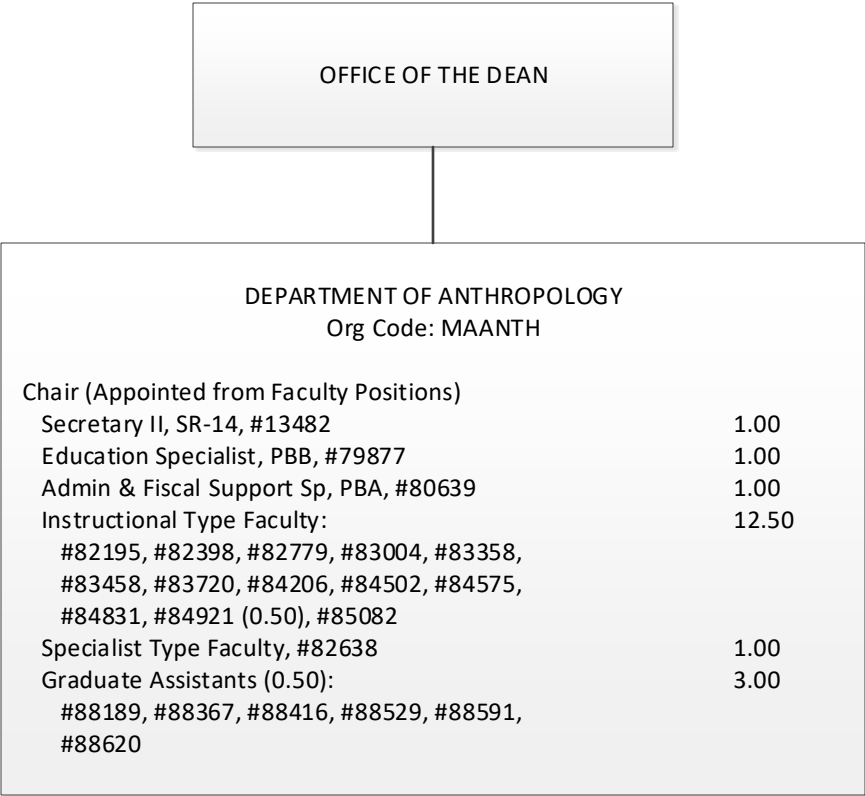 OFFICE OF THE DEAN
DEPARTMENT OF ANTHROPOLOGY
Org Code: MAANTH
Chair (Appointed from Faculty Positions)
Secretary II, SR-14, #13482 1.00
Education Specialist, PBB, #79877 1.00
Admin & Fiscal Support Sp, PBA, #80639 1.00
Instructional Type Faculty: 12.50
#82195, #82398, #82779, #83004, #83358,
#83458, #83720, #84206, #84502, #84575,
#84831, #84921 (0.50), #85082
Specialist Type Faculty, #82638 1.00
Graduate Assistants (0.50): 3.00
#88189, #88367, #88416, #88529, #88591,
#88620